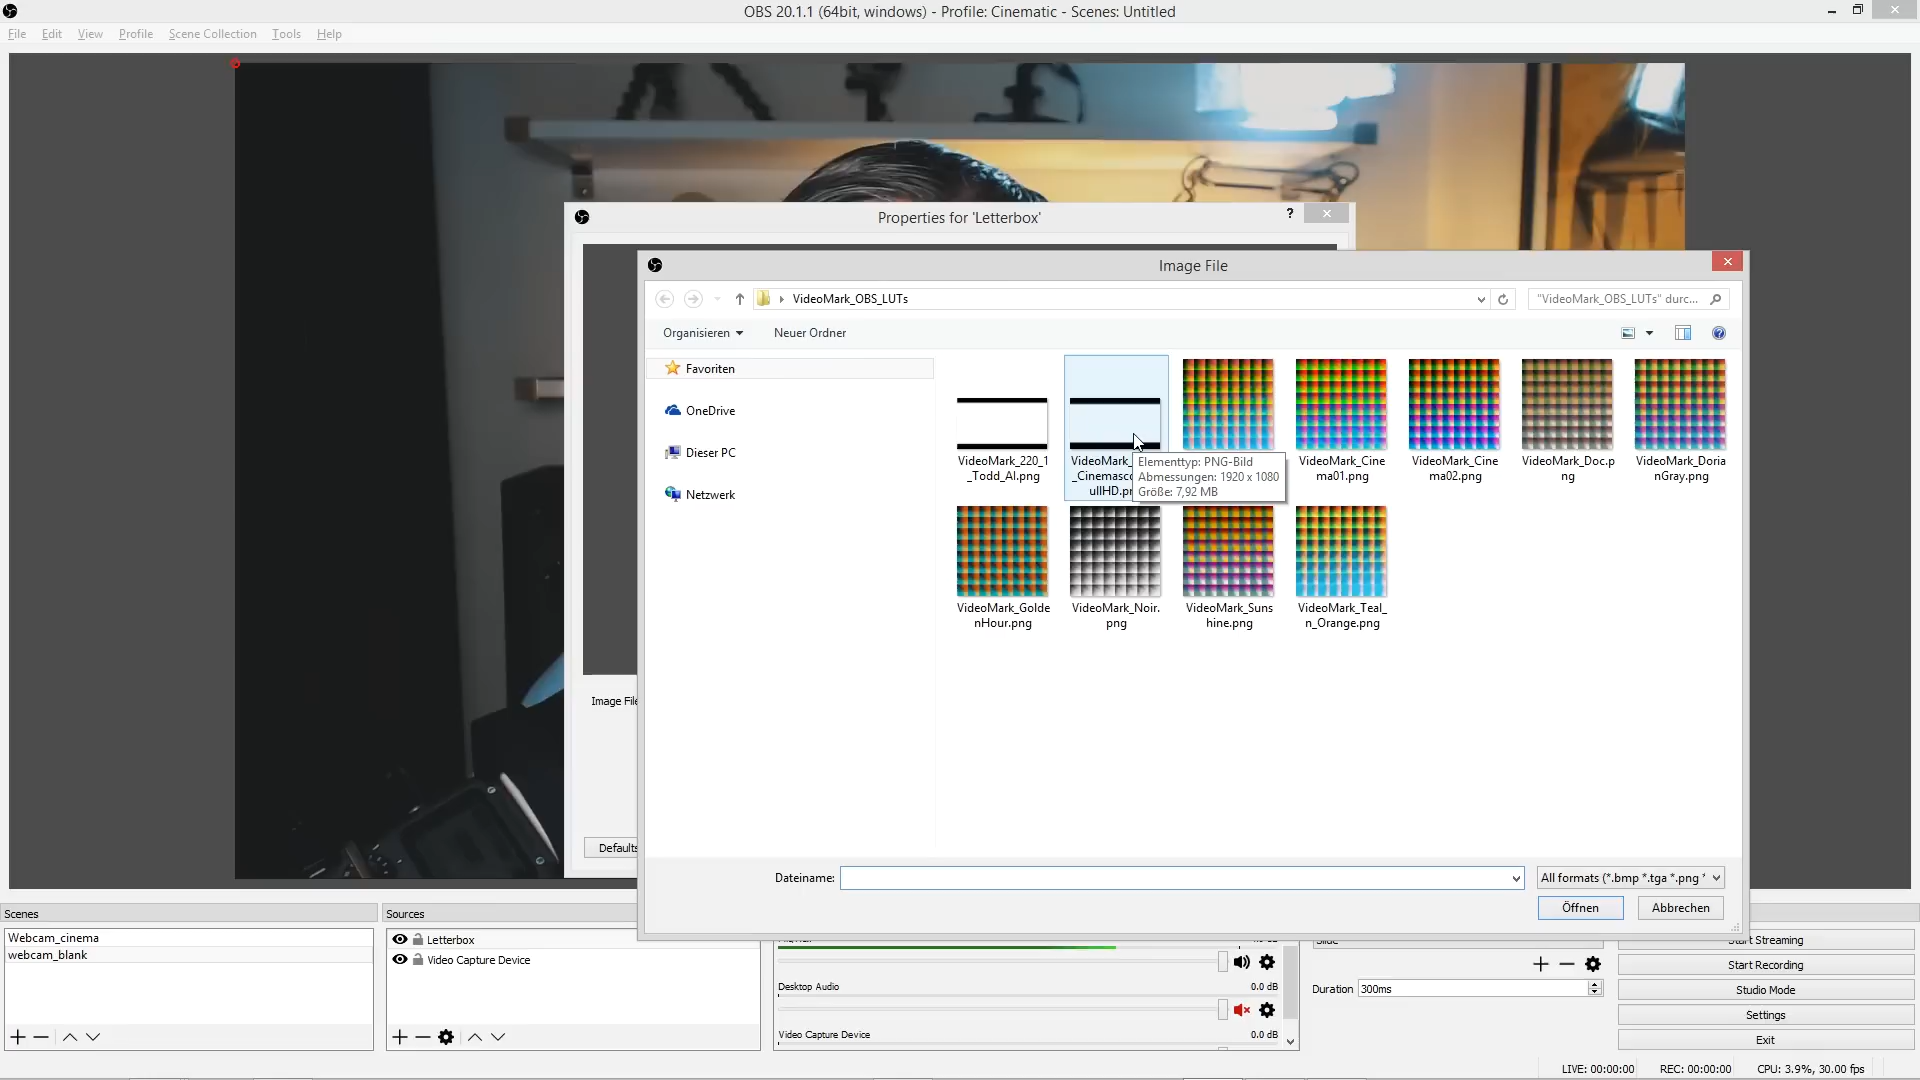 OBS 20.1.1 (64bit, windows) - Profile: Cinematic - Scenes: Untitled
File Edit View Profile Scene Collection Tools Help
Properties for 'Letterbox'
?
Image File
VideoMark_OBS_LUTs
"VideoMark_OBS_LUTs" durc...
Organisieren
Neuer Ordner
Favoriten
OneDrive
Dieser PC
Netzwerk
VideoMark_220_1
_Todd_AI.png
VideoMark_
_Cinemasco
ullHD.p
Elementtyp: PNG-Bild
Abmessungen: 1920 x 1080
Größe: 7,92 MB
VideoMark_Cine
ma01.png
VideoMark_Cine
ma02.png
VideoMark_Doc.p
ng
VideoMark_Doria
nGray.png
VideoMark_Golde
nHour.png
VideoMark_Noir.
png
VideoMark_Suns
hine.png
VideoMark_Teal_
n_Orange.png
Image File
Defaults
Dateiname:
All formats (*.bmp *.tga *.png *
Öffnen
Abbrechen
Scenes
Webcam_cinema
webcam_blank
Sources
Letterbox
Video Capture Device
Desktop Audio 0.0 dB
Video Capture Device 0.0 dB
Duration 300ms
Start Streaming
Start Recording
Studio Mode
Settings
Exit
LIVE: 00:00:00 REC: 00:00:00 CPU: 3.9%, 30.00 fps